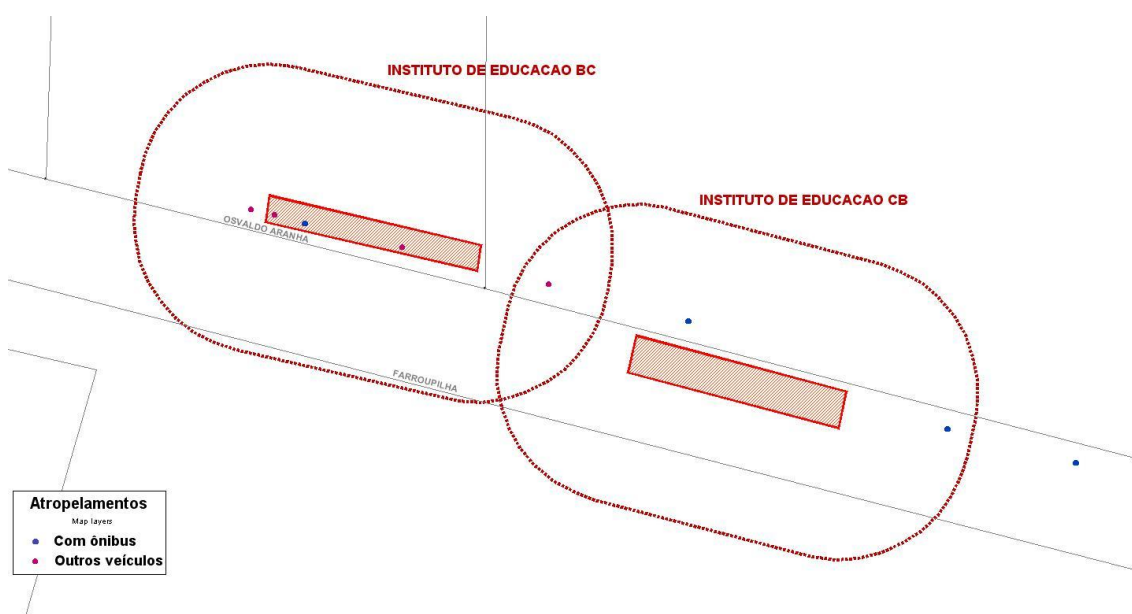 INSTITUTO DE EDUCACAO BC
INSTITUTO DE EDUCACAO CB
OSVALDO ARANHA
FARROUPILHA
Atropelamentos
Map layers
Com ônibus
Outros veículos